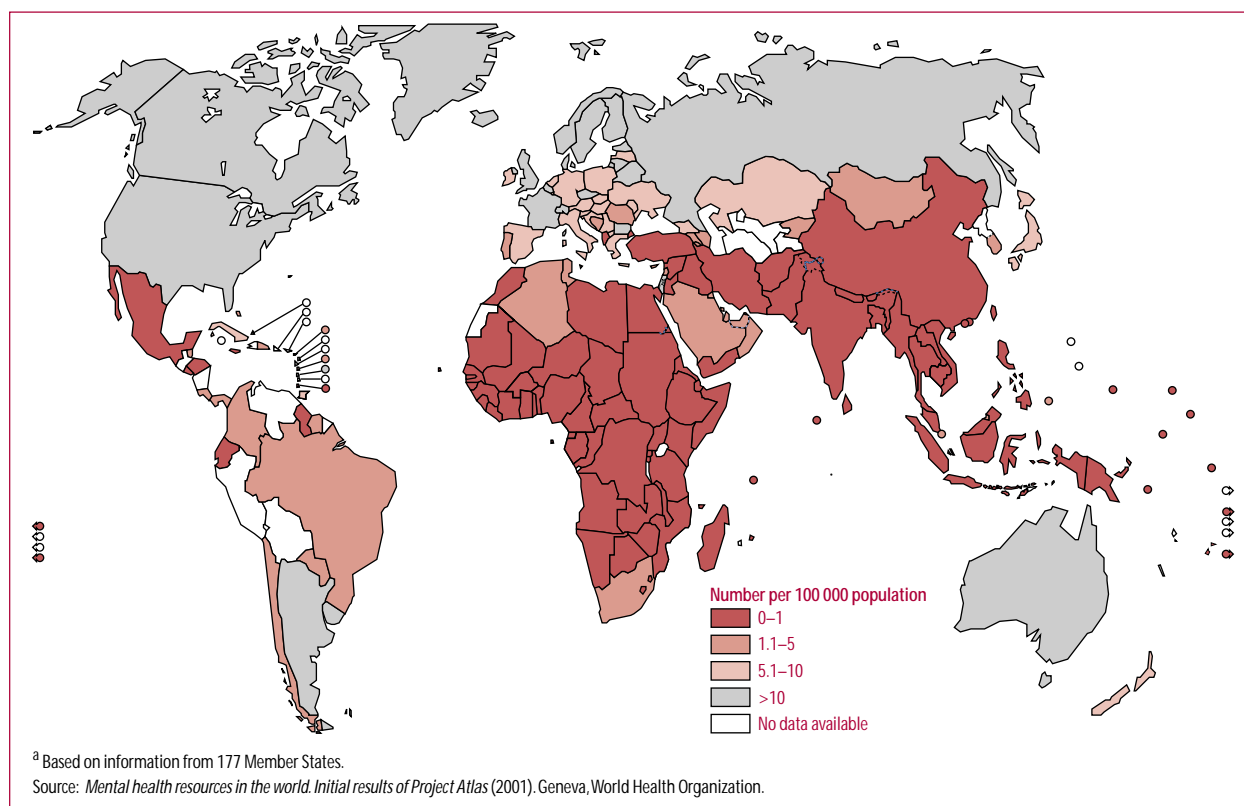 Number per 100 000 population
0–1
1.1–5
5.1–10
>10
No data available
a Based on information from 177 Member States.
Source: Mental health resources in the world. Initial results of Project Atlas (2001). Geneva, World Health Organization.